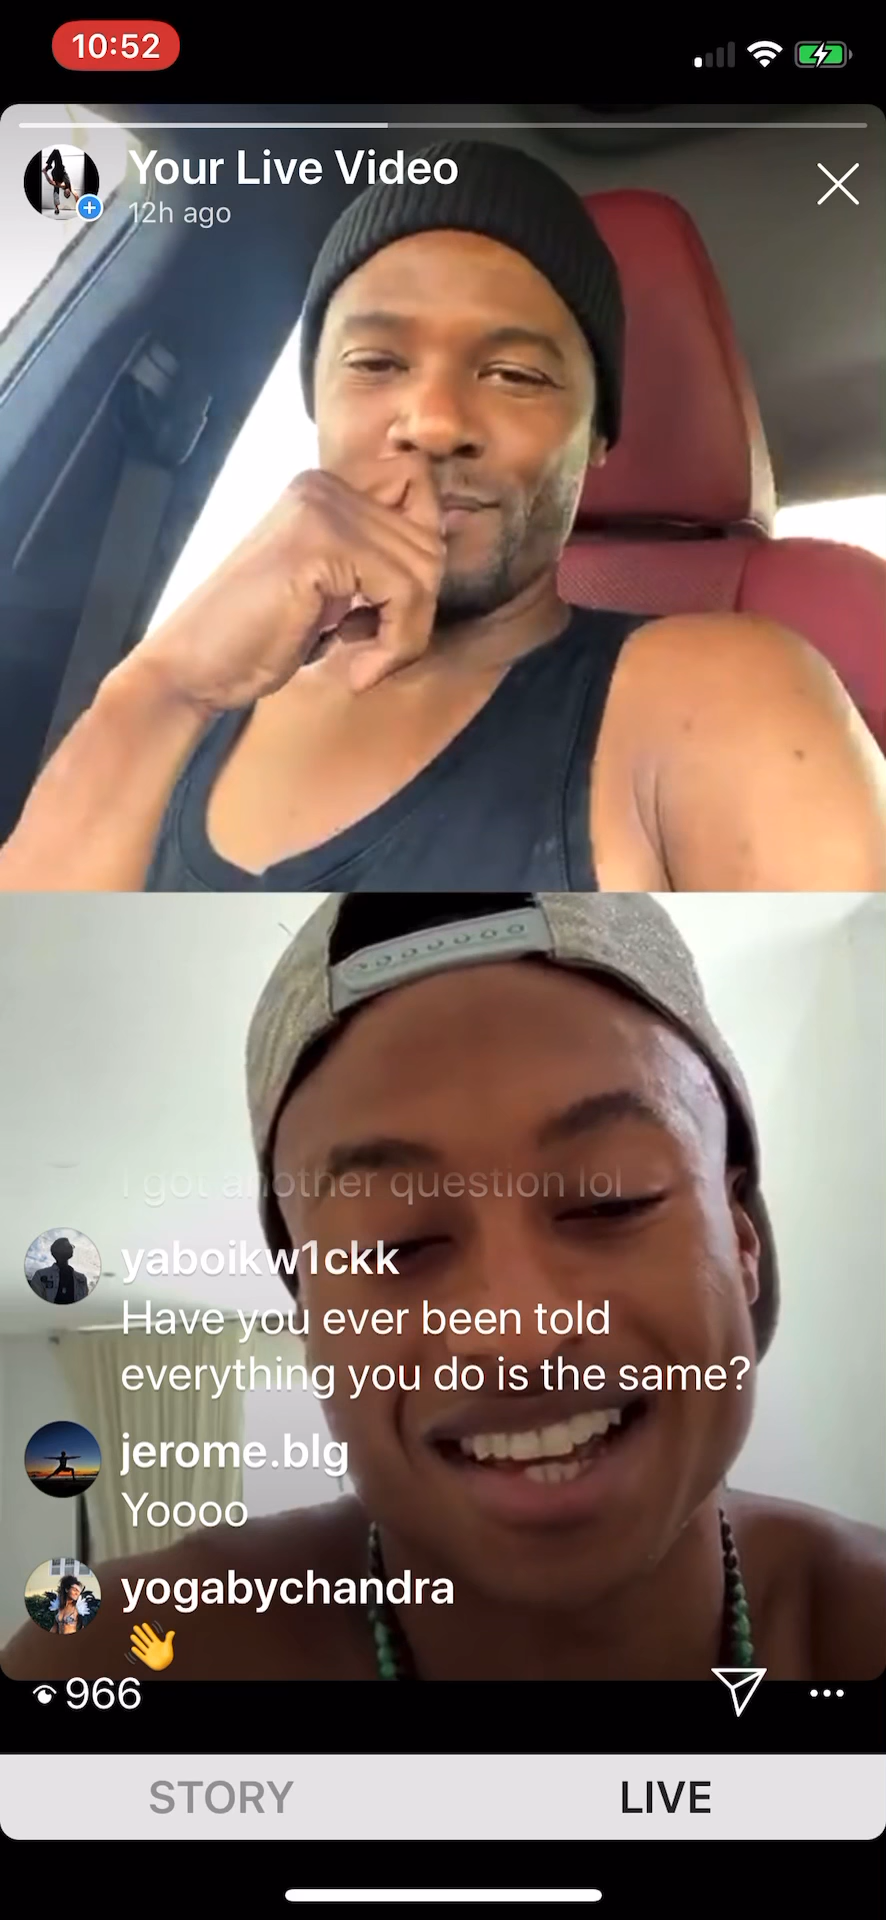 10:52
Your Live Video
12h ago
I got another question lol
yaboikw1ckk
Have you ever been told
everything you do is the same?
jerome.blg
Yoooo
yogabychandra
👋
966
STORY
LIVE